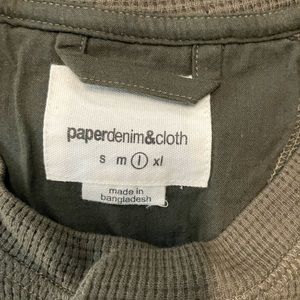 paperdenim&cloth
s m l xl
made in
bangladesh